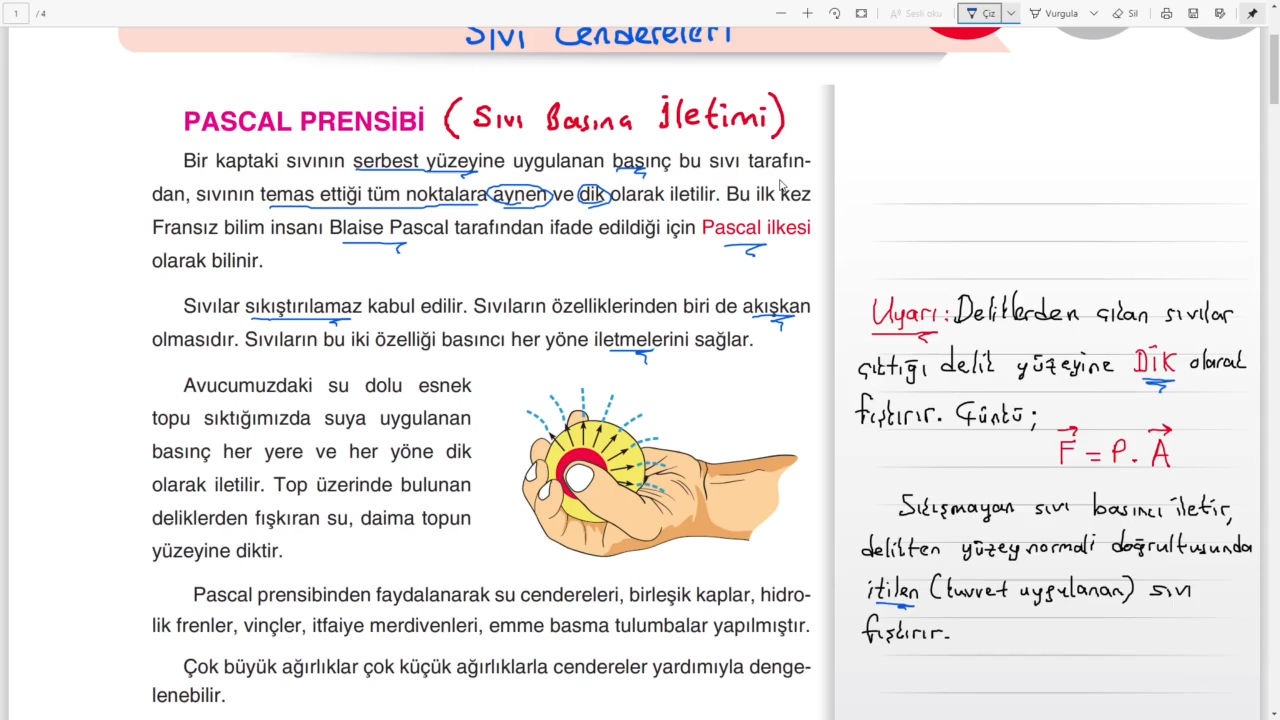 1 / 4
Sesli oku
Çiz
Vurgula
Sil
Sıvı Cendereleri
PASCAL PRENSİBİ (Sıvı Basınç İletimi)
Bir kaptaki sıvının serbest yüzeyine uygulanan basınç bu sıvı tarafın-
dan, sıvının temas ettiği tüm noktalara aynen ve dik olarak iletilir. Bu ilk kez
Fransız bilim insanı Blaise Pascal tarafından ifade edildiği için Pascal ilkesi
olarak bilinir.
Sıvılar sıkıştırılamaz kabul edilir. Sıvıların özelliklerinden biri de akışkan
olmasıdır. Sıvıların bu iki özelliği basıncı her yöne iletmelerini sağlar.
Avucumuzdaki su dolu esnek
topu sıktığımızda suya uygulanan
basınç her yere ve her yöne dik
olarak iletilir. Top üzerinde bulunan
deliklerden fışkıran su, daima topun
yüzeyine diktir.
Pascal prensibinden faydalanarak su cendereleri, birleşik kaplar, hidro-
lik frenler, vinçler, itfaiye merdivenleri, emme basma tulumbalar yapılmıştır.
Çok büyük ağırlıklar çok küçük ağırlıklarla cendereler yardımıyla denge-
lenebilir.
Uyarı: Deliklerden çıkan sıvılar
çıktığı delik yüzeyine DİK olarak
fışkırır. Çünkü;
F = P. A
Sıkışmayan sıvı basıncı iletir,
delikten yüzey normali doğrultusunda
itilen (kuvvet uygulanan) sıvı
fışkırır.